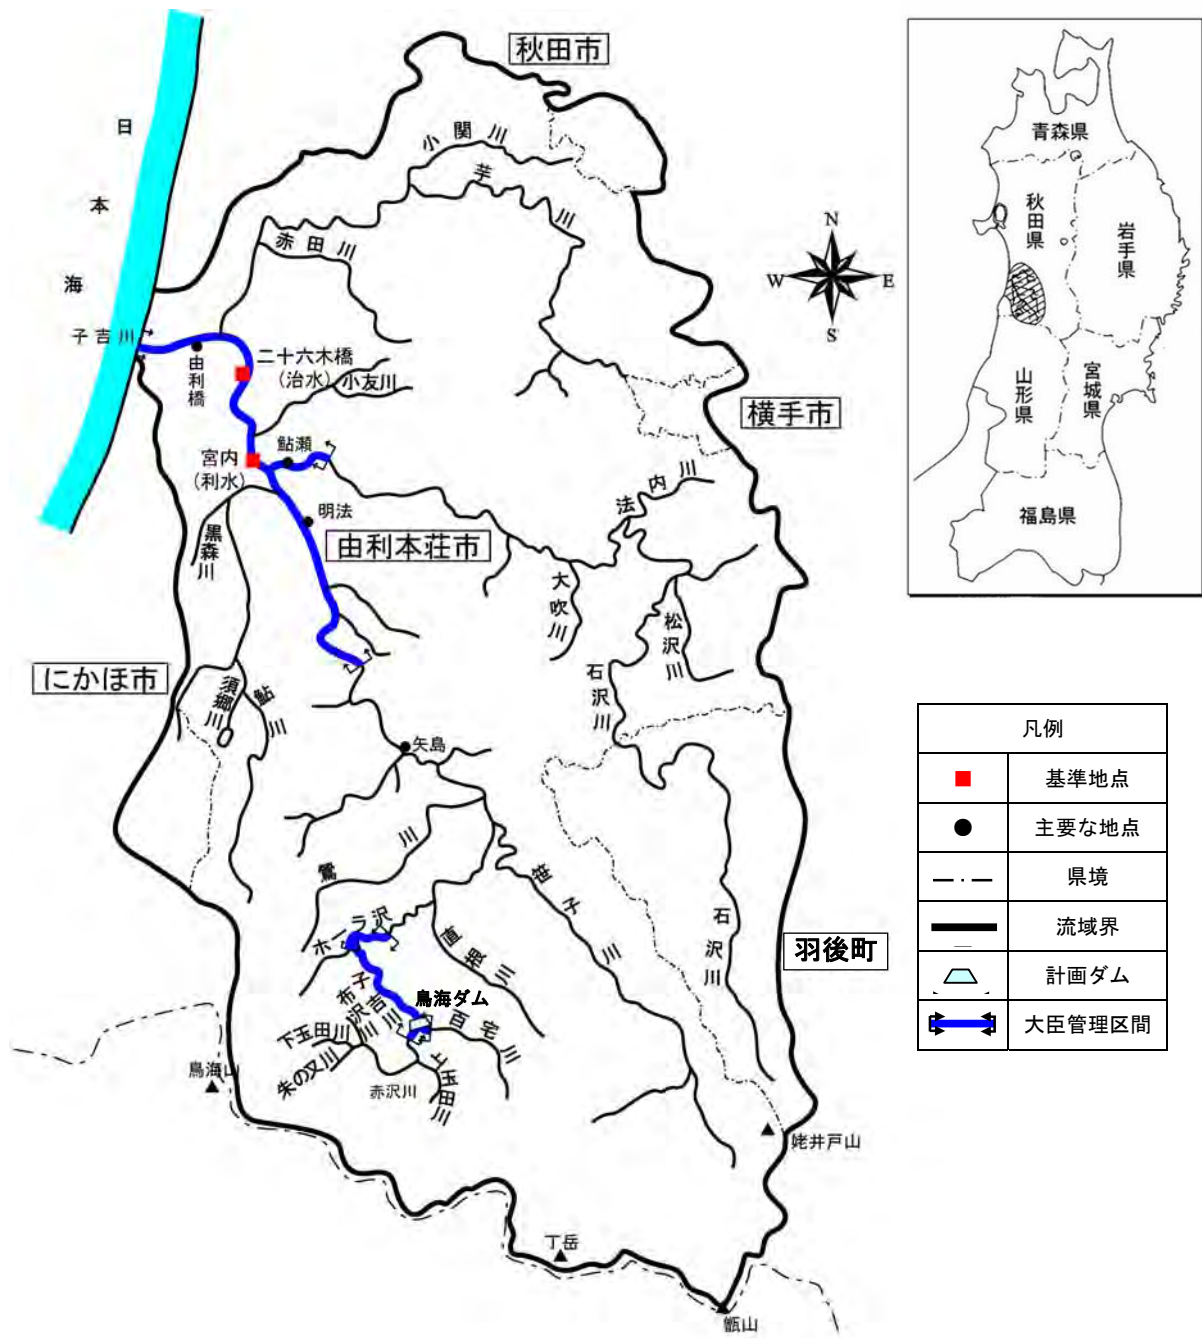 秋田市
日本海
小関川
芋川
赤田川
N
W
E
S
子吉川
由利橋
二十六木橋
（治水）
小友川
横手市
宮内
（利水）
鮎瀬
明法
由利本荘市
法内川
黒森川
大吹川
松沢川
石沢川
にかほ市
須郷川
鮎川
矢島
鶯川
笹子川
石沢川
羽後町
ホーラ沢
直根川
布沢川
子吉川
鳥海ダム
百宅川
下玉田川
朱の又川
上玉田川
赤沢川
鳥海山
姥井戸山
丁岳
甑山
青森県
秋田県
岩手県
山形県
宮城県
福島県
凡例
基準地点
主要な地点
県境
流域界
計画ダム
大臣管理区間